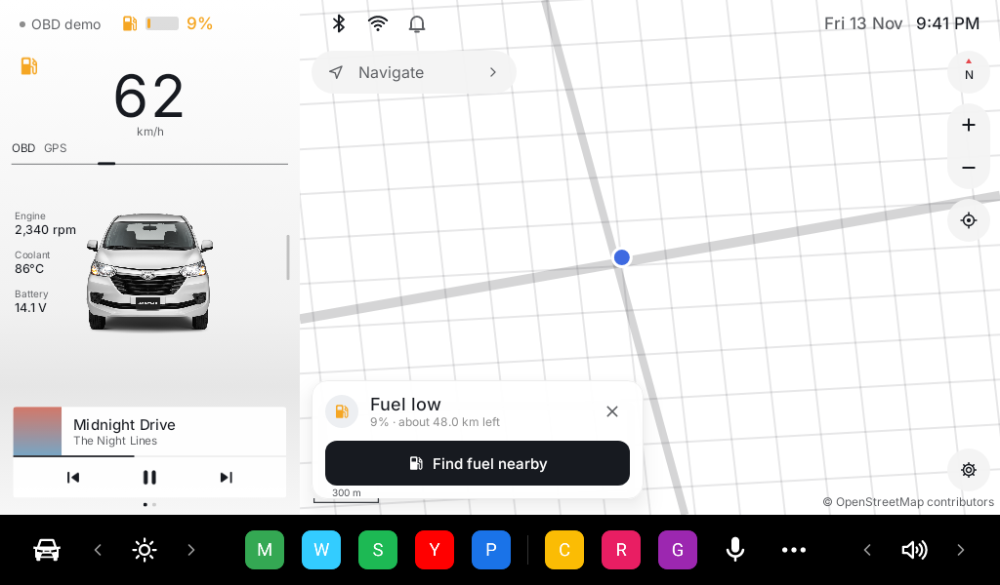 OBD demo
9%
Fri 13 Nov 9:41 PM
Navigate
N
62
km/h
OBD GPS
Engine
2,340 rpm
Coolant
86°C
Battery
14.1 V
Fuel low
9% · about 48.0 km left
Find fuel nearby
300 m
Midnight Drive
The Night Lines
© OpenStreetMap contributors
M W S Y P C R G